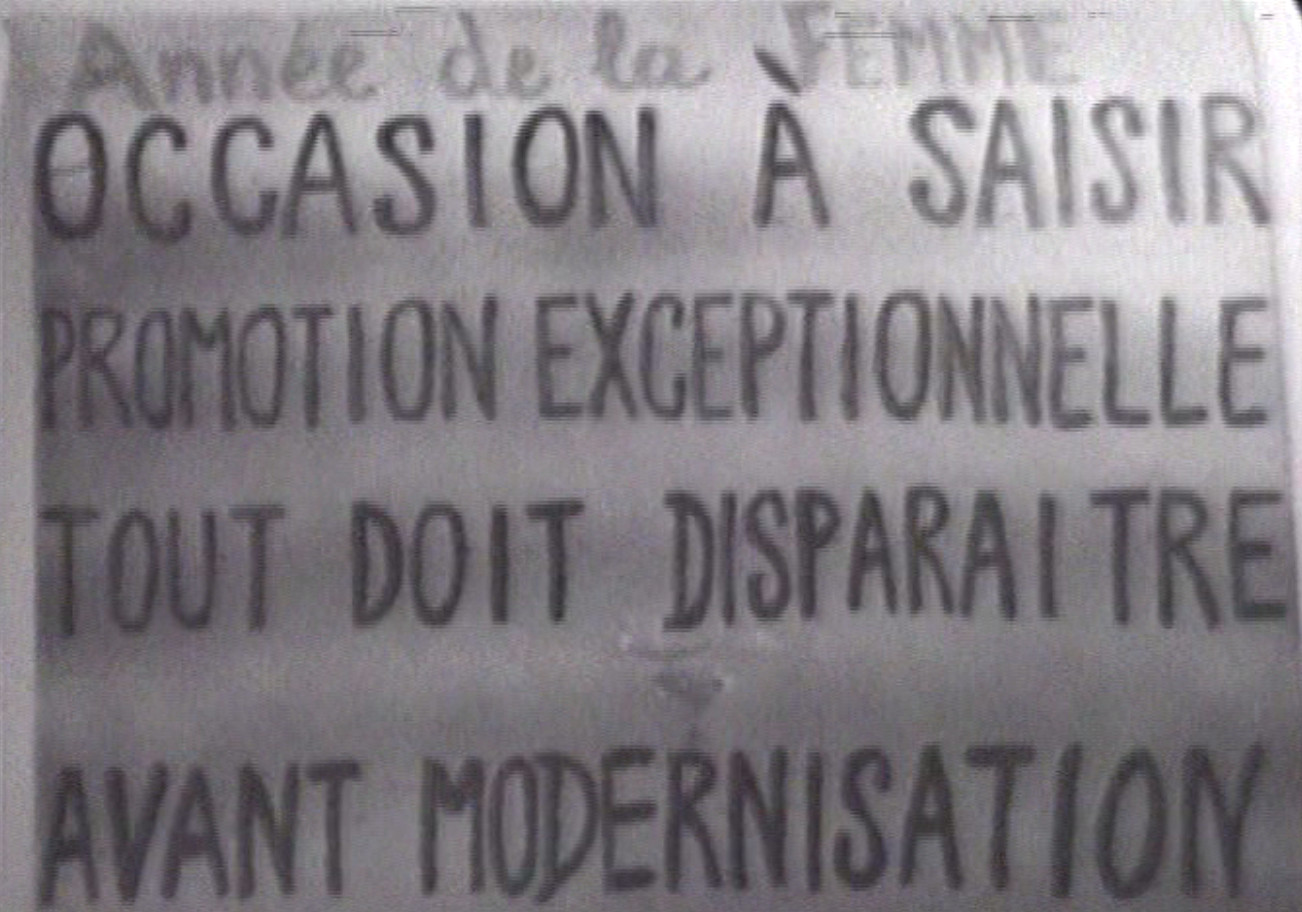 Année de la FEMME
OCCASION À SAISIR
PROMOTION EXCEPTIONNELLE
TOUT DOIT DISPARAITRE
AVANT MODERNISATION